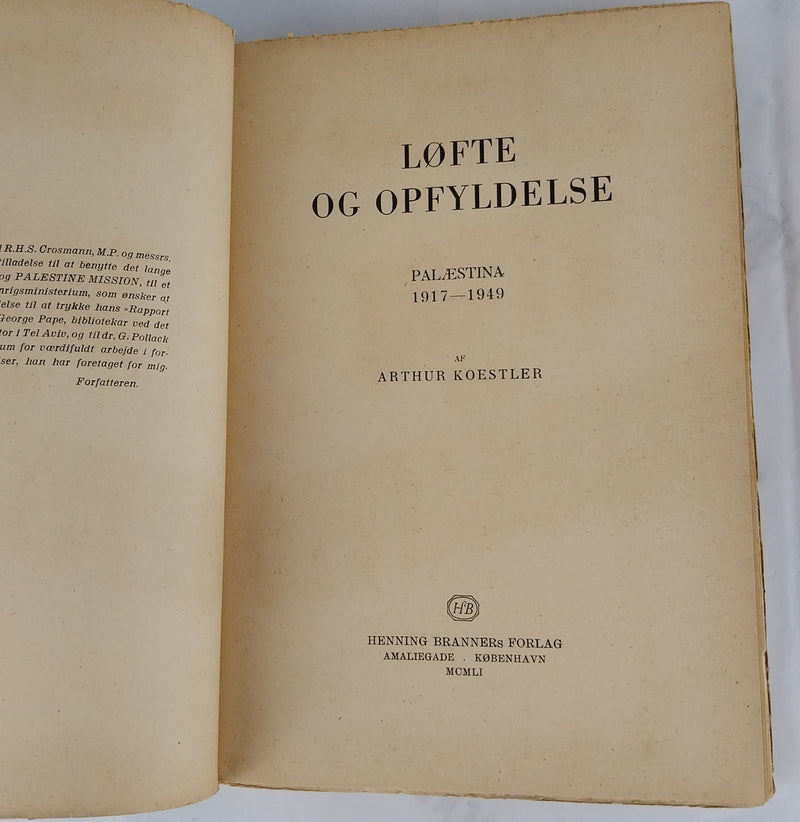 R.H.S. Crosmann, M.P. og messrs.
tilladelse til at benytte det lange
og PALESTINE MISSION, til et
nrigsministerium, som ønsker at
else til at trykke hans »Rapport
George Pape, bibliotekar ved det
tor i Tel Aviv, og til dr. G. Pollack
um for værdifuldt arbejde i for-
ser, han har foretaget for mig.
Forfatteren.
LØFTE
OG OPFYLDELSE
PALÆSTINA
1917—1949
AF
ARTHUR KOESTLER
HB
HENNING BRANNERs FORLAG
AMALIEGADE . KØBENHAVN
MCMLI